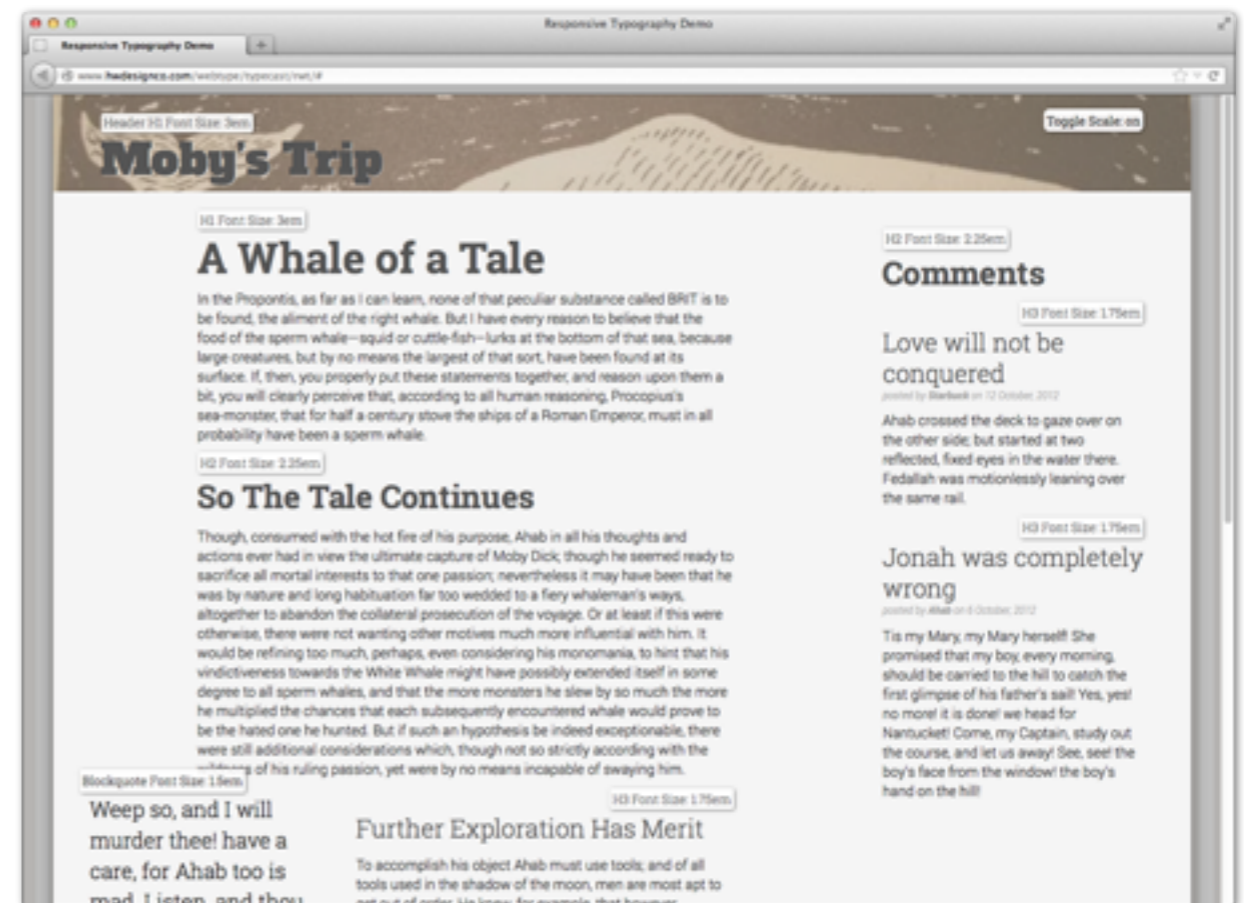 Responsive Typography Demo
Responsive Typography Demo
www.hwdesignco.com/webtype/typecast/rwt/#
Header H1 Font Size: 3em
Toggle Scale: on
Moby's Trip
H1 Font Size: 3em
A Whale of a Tale
In the Propontis, as far as I can learn, none of that peculiar substance called BRIT is to
be found, the aliment of the right whale. But I have every reason to believe that the
food of the sperm whale—squid or cuttle-fish—lurks at the bottom of that sea, because
large creatures, but by no means the largest of that sort, have been found at its
surface. If, then, you properly put these statements together, and reason upon them a
bit, you will clearly perceive that, according to all human reasoning, Procopius's
sea-monster, that for half a century stove the ships of a Roman Emperor, must in all
probability have been a sperm whale.
H2 Font Size: 2.25em
So The Tale Continues
Though, consumed with the hot fire of his purpose, Ahab in all his thoughts and
actions ever had in view the ultimate capture of Moby Dick; though he seemed ready to
sacrifice all mortal interests to that one passion; nevertheless it may have been that he
was by nature and long habituation far too wedded to a fiery whaleman's ways,
altogether to abandon the collateral prosecution of the voyage. Or at least if this were
otherwise, there were not wanting other motives much more influential with him. It
would be refining too much, perhaps, even considering his monomania, to hint that his
vindictiveness towards the White Whale might have possibly extended itself in some
degree to all sperm whales, and that the more monsters he slew by so much the more
he multiplied the chances that each subsequently encountered whale would prove to
be the hated one he hunted. But if such an hypothesis be indeed exceptionable, there
were still additional considerations which, though not so strictly according with the
of his ruling passion, yet were by no means incapable of swaying him.
Blockquote Font Size: 1.5em
Weep so, and I will
murder thee! have a
care, for Ahab too is
mad. Listen, and thou
H3 Font Size: 1.75em
Further Exploration Has Merit
To accomplish his object Ahab must use tools; and of all
tools used in the shadow of the moon, men are most apt to
get out of order. He knew, for example, that however
H2 Font Size: 2.25em
Comments
H3 Font Size: 1.75em
Love will not be
conquered
posted by Starbuck on 12 October, 2012
Ahab crossed the deck to gaze over on
the other side; but started at two
reflected, fixed eyes in the water there.
Fedallah was motionlessly leaning over
the same rail.
H3 Font Size: 1.75em
Jonah was completely
wrong
posted by Ahab on 6 October, 2012
Tis my Mary, my Mary herself! She
promised that my boy, every morning,
should be carried to the hill to catch the
first glimpse of his father's sail! Yes, yes!
no more! it is done! we head for
Nantucket! Come, my Captain, study out
the course, and let us away! See, see! the
boy's face from the window! the boy's
hand on the hill!